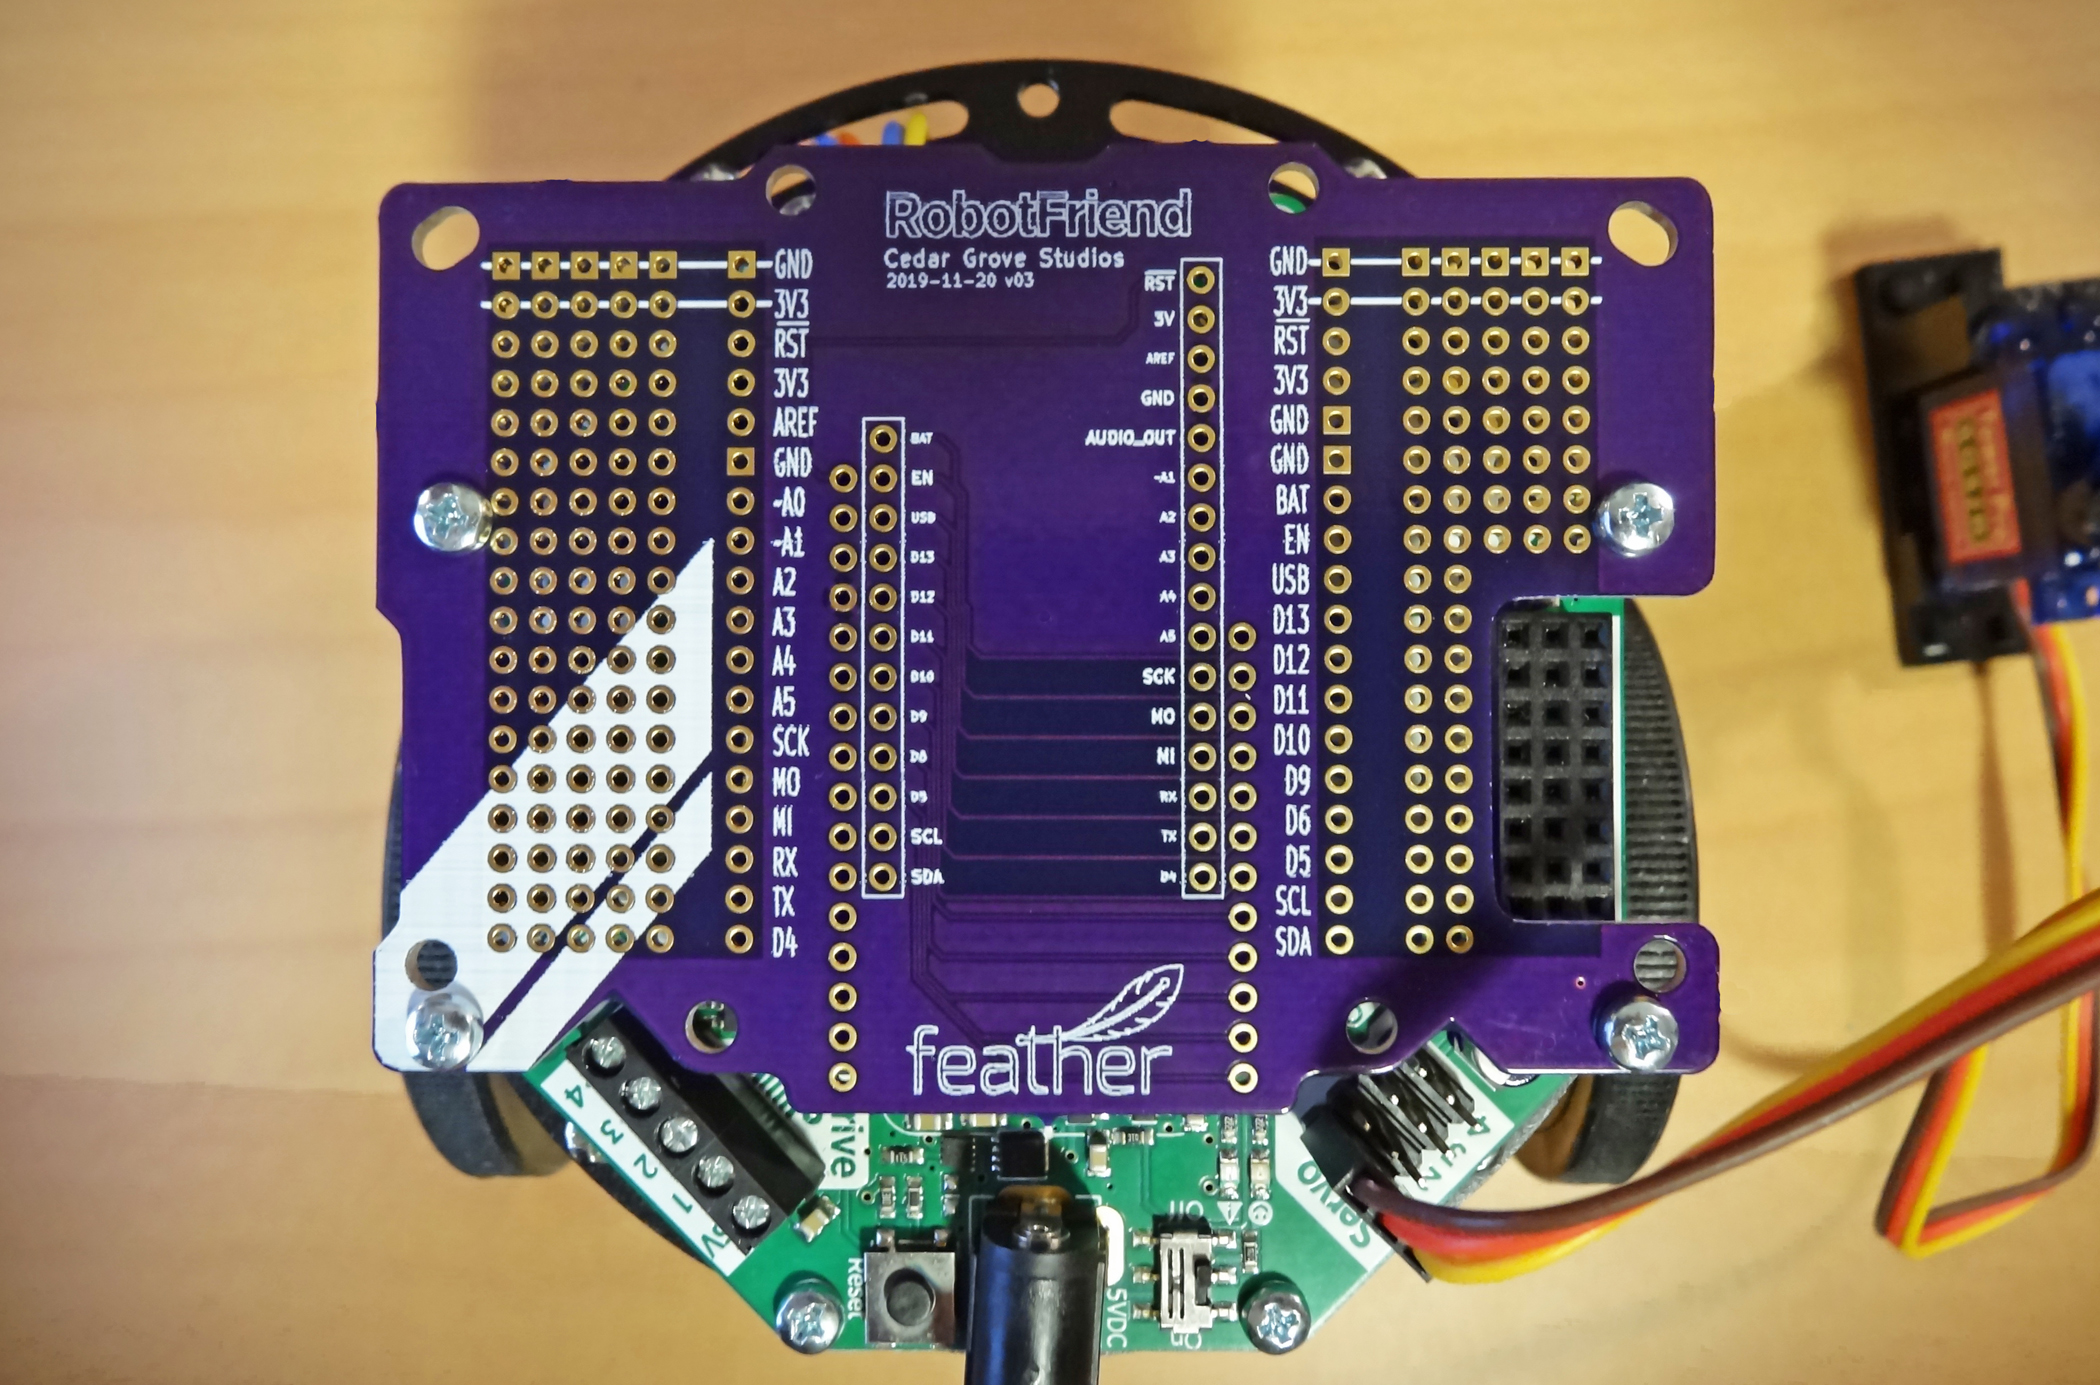 RobotFriend
Cedar Grove Studios
2019-11-20 v03
GND
3V3
RST
3V3
AREF
GND
~A0
~A1
A2
A3
A4
A5
SCK
MO
MI
RX
TX
D4
BAT
EN
USB
D13
D12
D11
D10
D9
D5
SCL
SDA
RST
3V
AREF
GND
AUDIO_OUT
~A1
A2
A3
A4
A5
SCK
MO
MI
RX
TX
D4
GND
3V3
RST
3V3
GND
GND
BAT
EN
USB
D13
D12
D11
D10
D9
D6
D5
SCL
SDA
feather
4
3
2
1
5V
Reset
5VDC
Servo
4
3
2